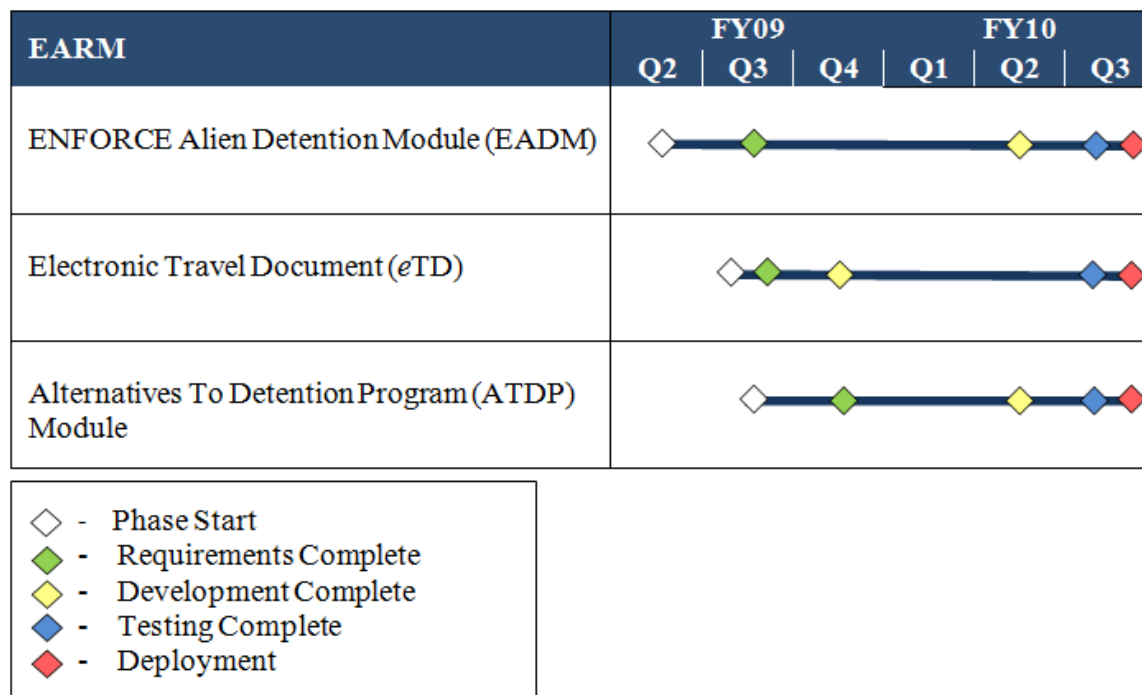 EARM
FY09 FY10
Q2 Q3 Q4 Q1 Q2 Q3
ENFORCE Alien Detention Module (EADM)
Electronic Travel Document (eTD)
Alternatives To Detention Program (ATDP)
Module
- Phase Start
- Requirements Complete
- Development Complete
- Testing Complete
- Deployment